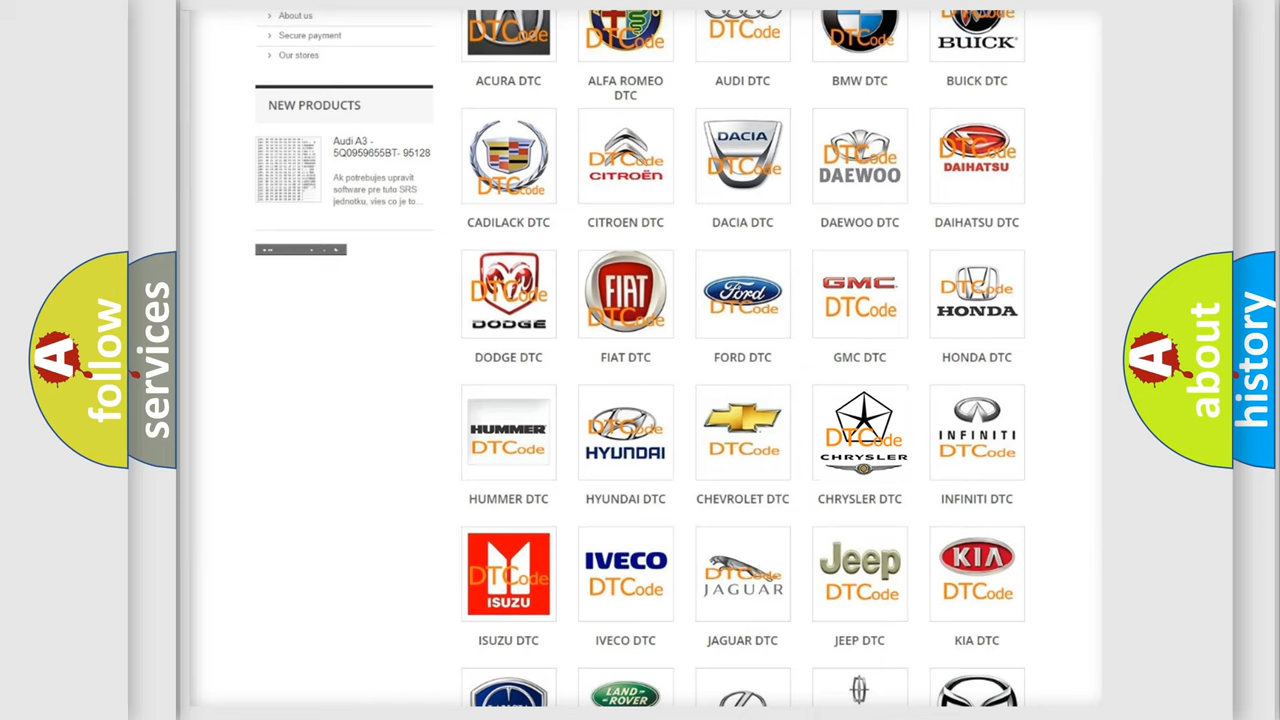 About us
Secure payment
Our stores
NEW PRODUCTS
Audi A3 -
5Q0959655BT- 95128
Ak potrebujes upravit
software pre tuto SRS
jednotku, vies co je to...
A
follow
services
A
about
history
DTCode
DTCode
DTCode
DTCode
BUICK
ACURA DTC
ALFA ROMEO
DTC
AUDI DTC
BMW DTC
BUICK DTC
DTCode
DTCode
CITROËN
DACIA
DTCode
DTCode
DAEWOO
DTCode
DAIHATSU
CADILACK DTC
CITROEN DTC
DACIA DTC
DAEWOO DTC
DAIHATSU DTC
DTCode
DODGE
FIAT
DTCode
Ford
DTCode
GMC
DTCode
DTCode
HONDA
DODGE DTC
FIAT DTC
FORD DTC
GMC DTC
HONDA DTC
HUMMER
DTCode
DTCode
HYUNDAI
DTCode
DTCode
CHRYSLER
INFINITI
DTCode
HUMMER DTC
HYUNDAI DTC
CHEVROLET DTC
CHRYSLER DTC
INFINITI DTC
DTCode
ISUZU
IVECO
DTCode
DTCode
JAGUAR
Jeep
DTCode
KIA
DTCode
ISUZU DTC
IVECO DTC
JAGUAR DTC
JEEP DTC
KIA DTC
LAND-
ROVER